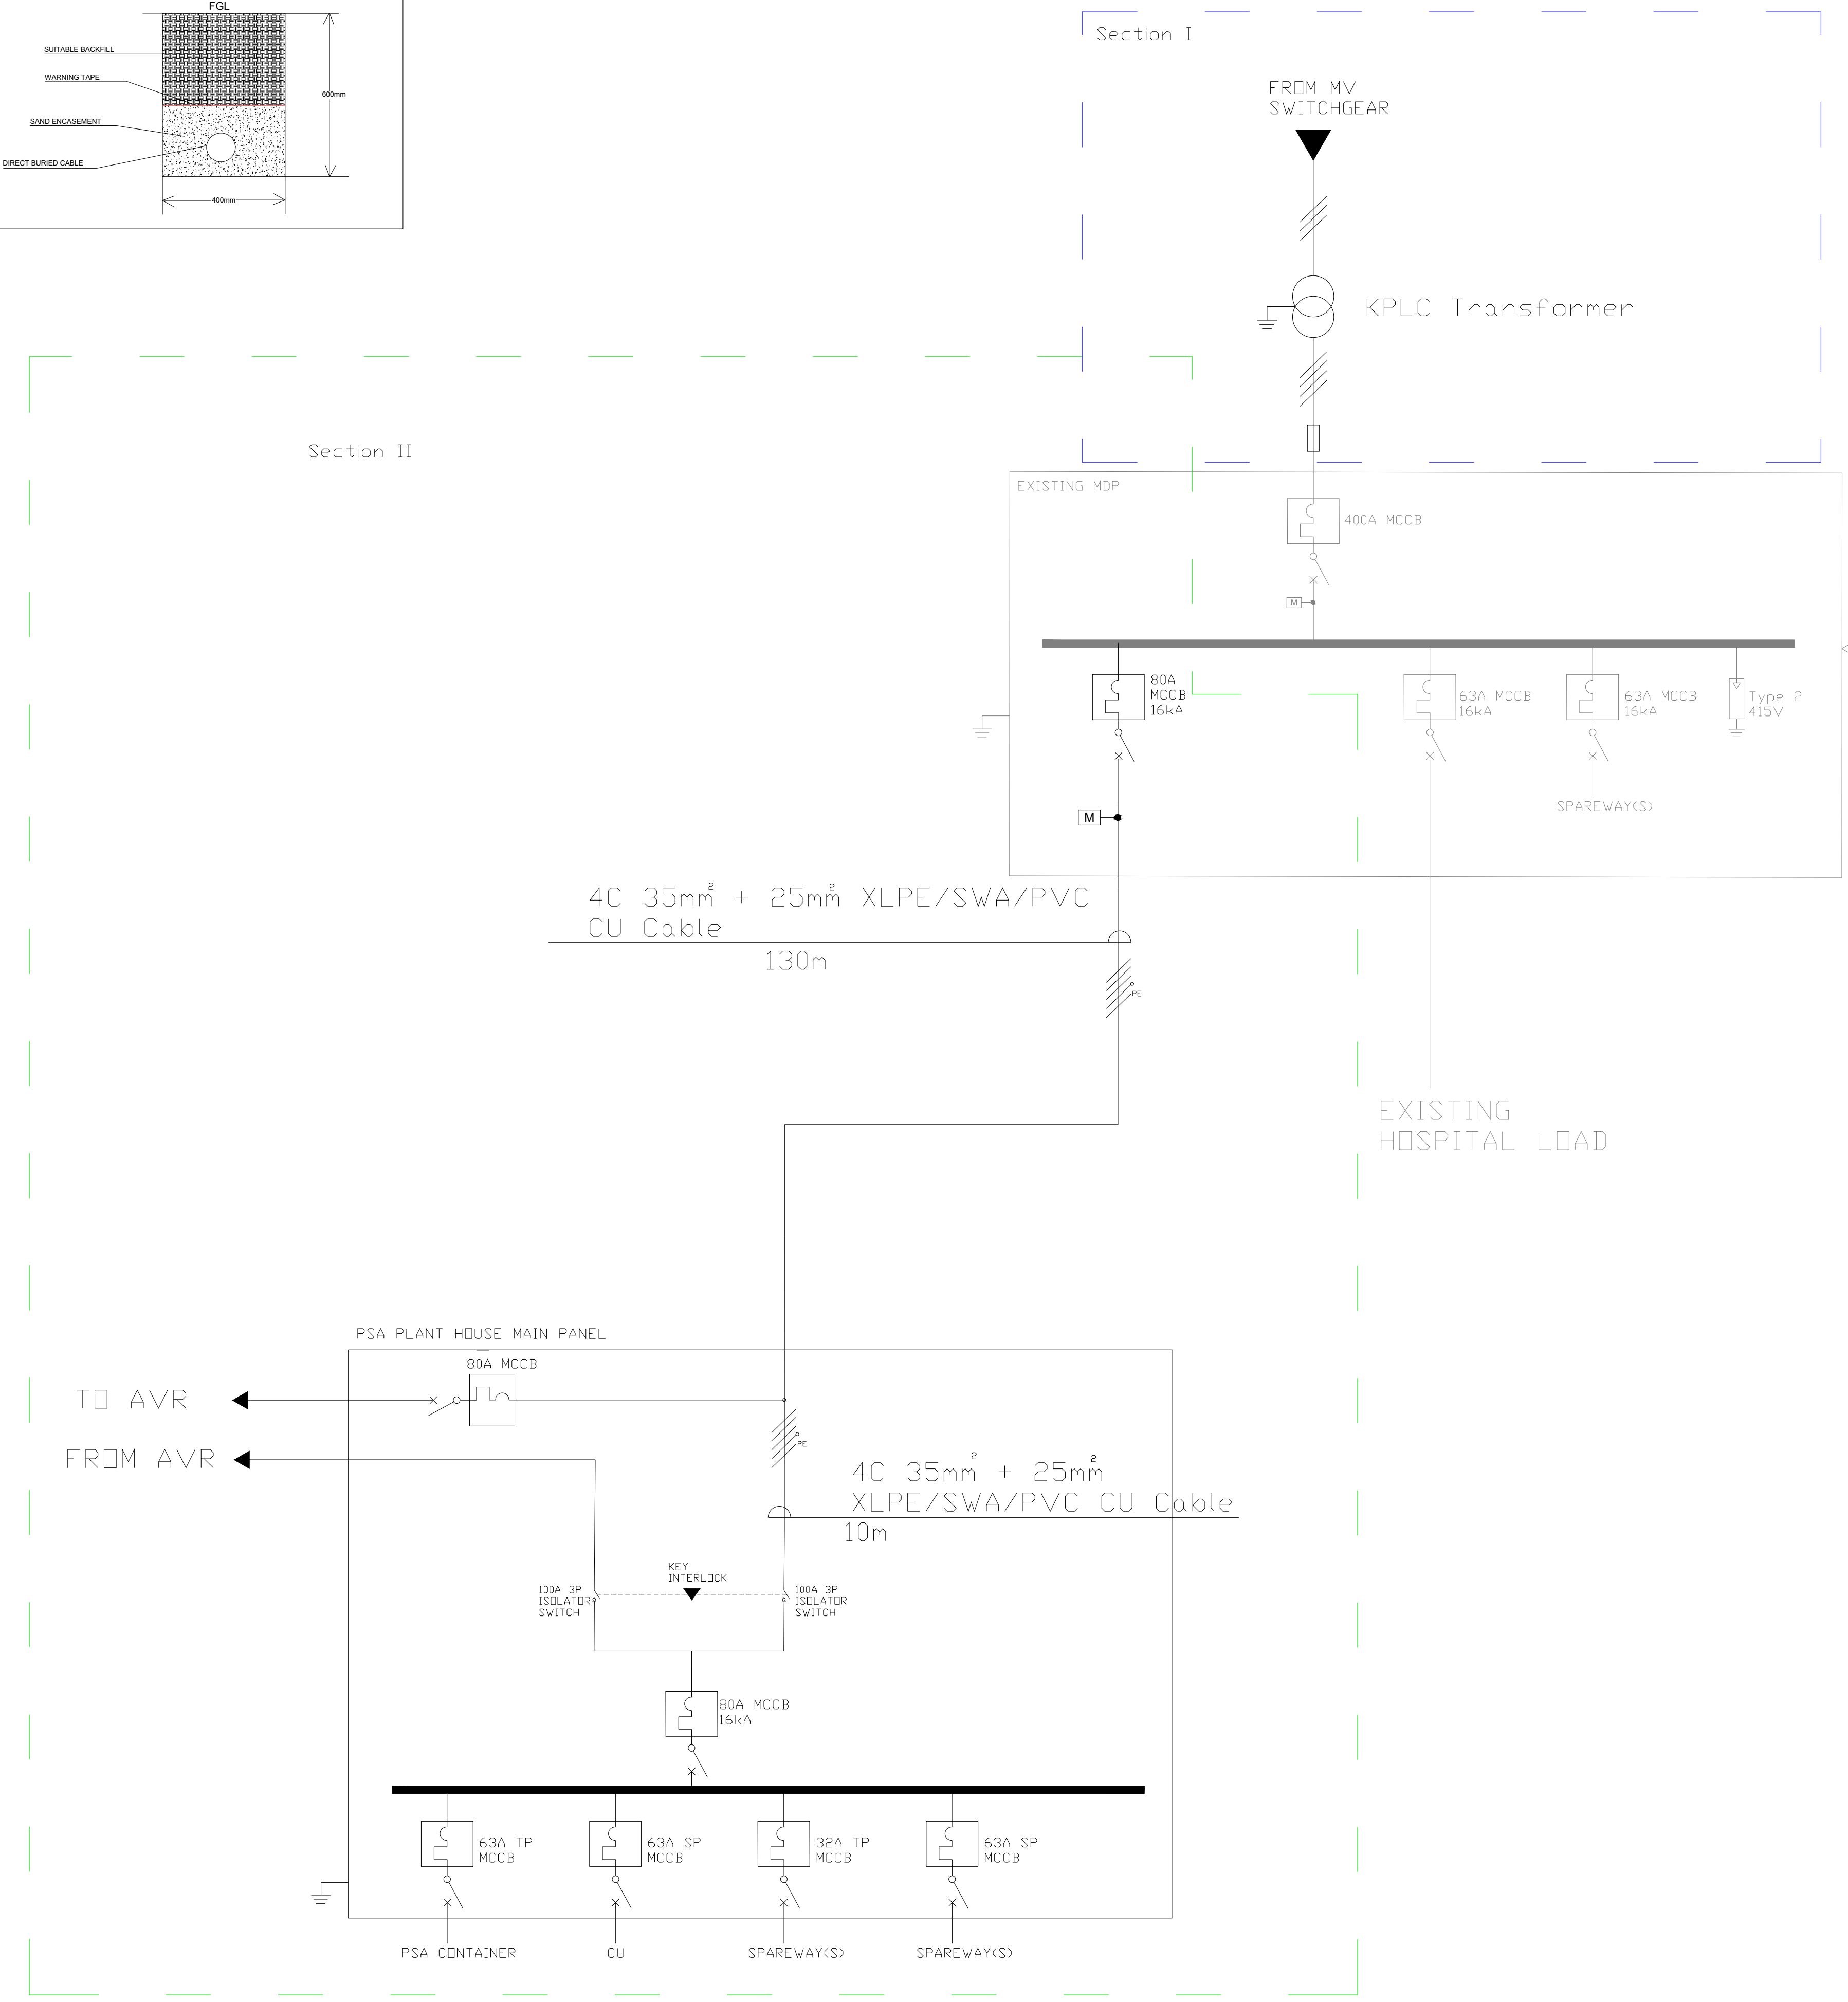 FGL
SUITABLE BACKFILL
WARNING TAPE
600mm
SAND ENCASEMENT
DIRECT BURIED CABLE
400mm
Section I
FROM MV
SWITCHGEAR
KPLC Transformer
Section II
EXISTING MDP
400A MCCB
M
80A
MCCB
16kA
63A MCCB
16kA
63A MCCB
16kA
Type 2
415V
SPAREWAY(S)
M
4C 35mm² + 25mm² XLPE/SWA/PVC
CU Cable
130m
PE
EXISTING
HOSPITAL LOAD
PSA PLANT HOUSE MAIN PANEL
80A MCCB
TO AVR
FROM AVR
PE
4C 35mm² + 25mm²
XLPE/SWA/PVC CU Cable
10m
KEY
INTERLOCK
100A 3P
ISOLATOR
SWITCH
100A 3P
ISOLATOR
SWITCH
80A MCCB
16kA
63A TP
MCCB
63A SP
MCCB
32A TP
MCCB
63A SP
MCCB
PSA CONTAINER
CU
SPAREWAY(S)
SPAREWAY(S)